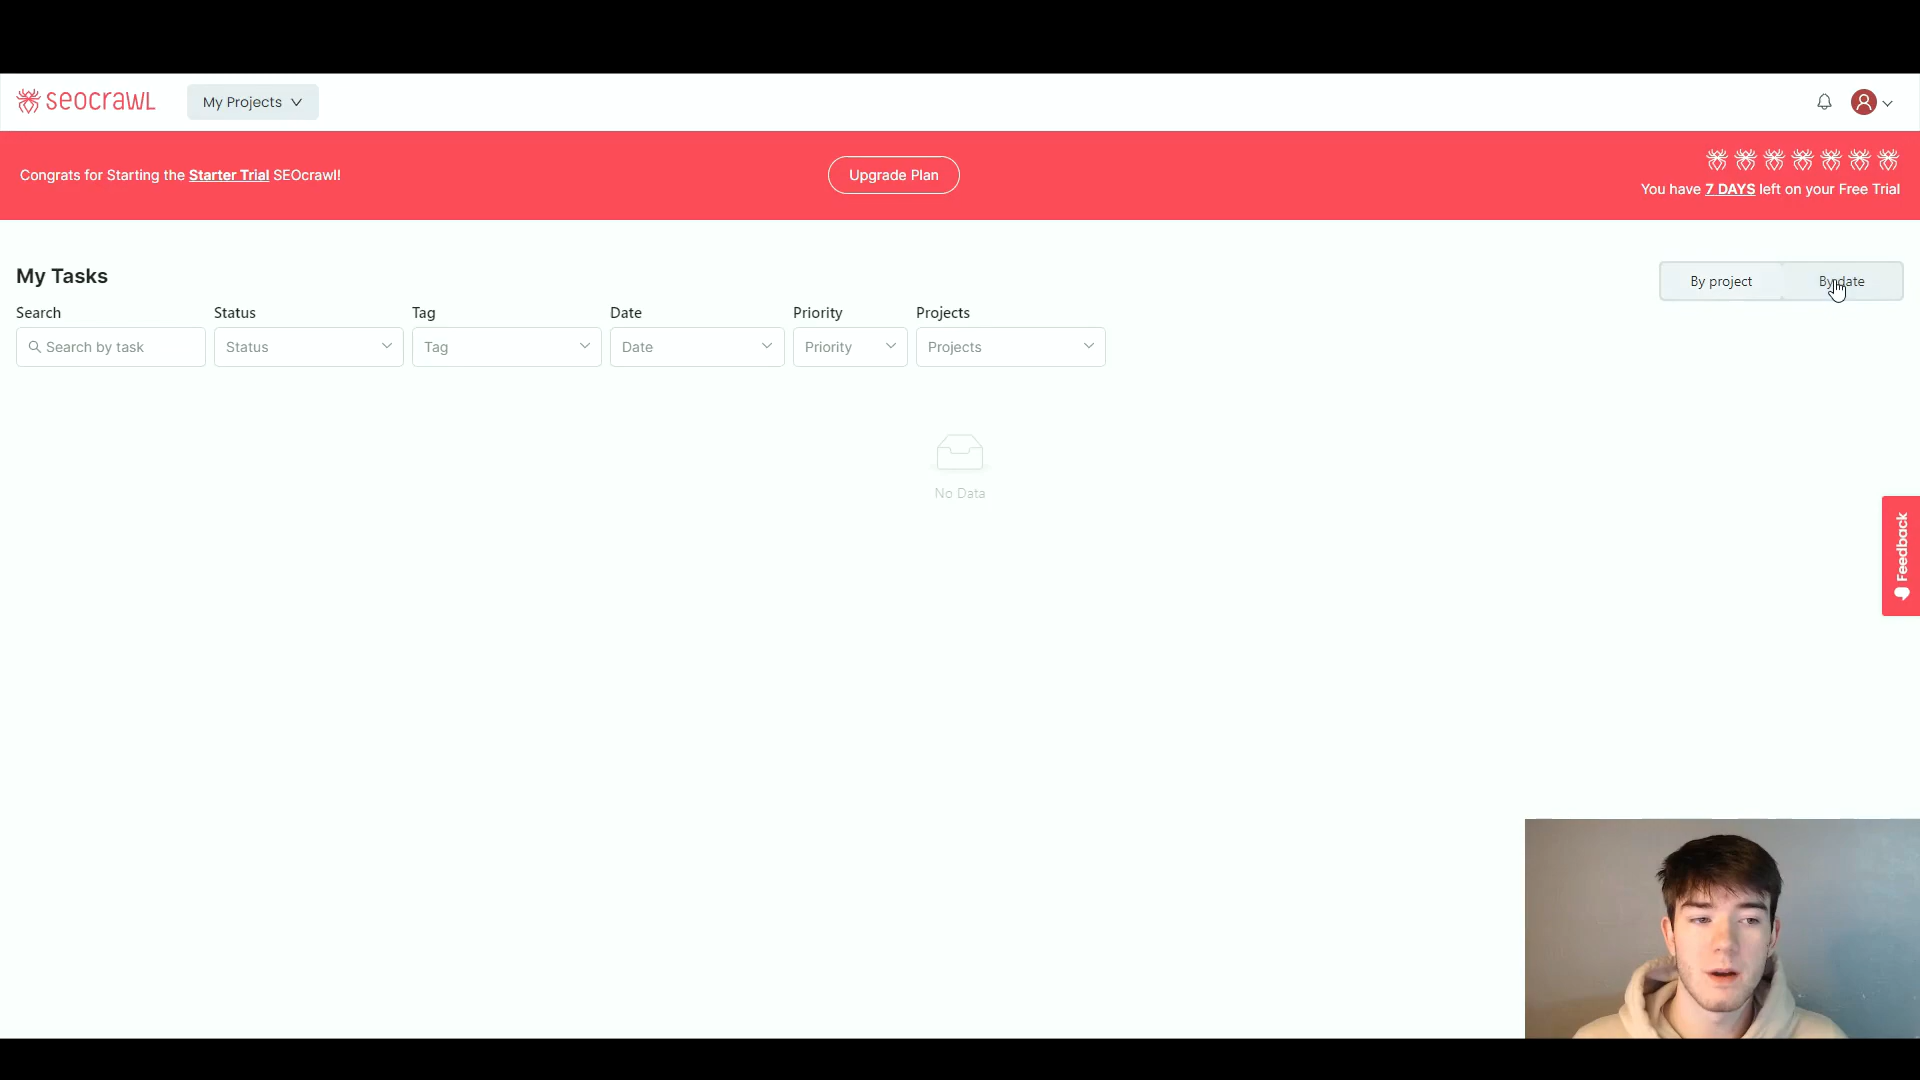 seocrawl
My Projects
Congrats for Starting the Starter Trial SEOcrawl!
Upgrade Plan
You have 7 DAYS left on your Free Trial
My Tasks
By project
By date
Search
Status
Tag
Date
Priority
Projects
Search by task
Status
Tag
Date
Priority
Projects
No Data
Feedback